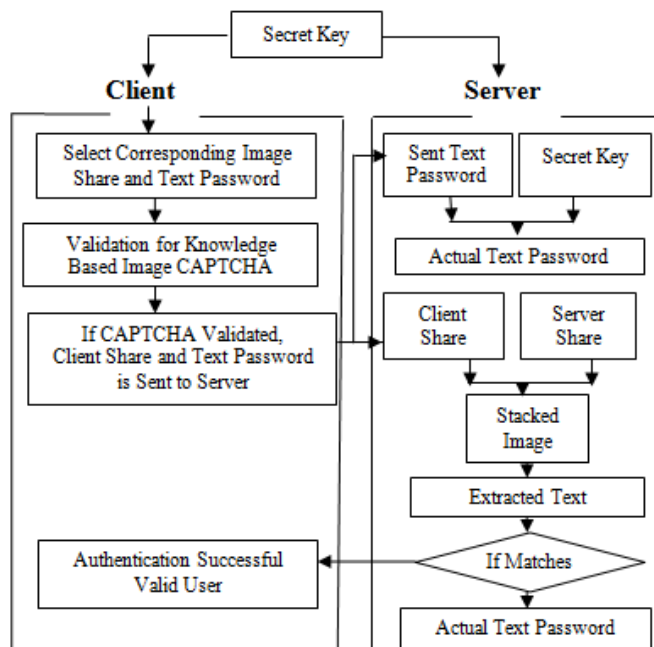 Secret Key
Client
Server
Select Corresponding Image
Share and Text Password
Validation for Knowledge
Based Image CAPTCHA
If CAPTCHA Validated,
Client Share and Text Password
is Sent to Server
Authentication Successful
Valid User
Sent Text
Password
Secret Key
Actual Text Password
Client
Share
Server
Share
Stacked
Image
Extracted Text
If Matches
Actual Text Password